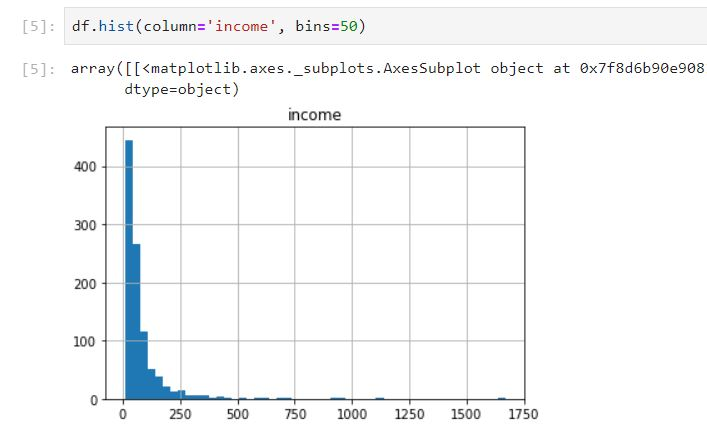 [5]: df.hist(column='income', bins=50)
[5]: array([[<matplotlib.axes._subplots.AxesSubplot object at 0x7f8d6b90e908
dtype=object)
income
400
300
200
100
0
0 250 500 750 1000 1250 1500 1750